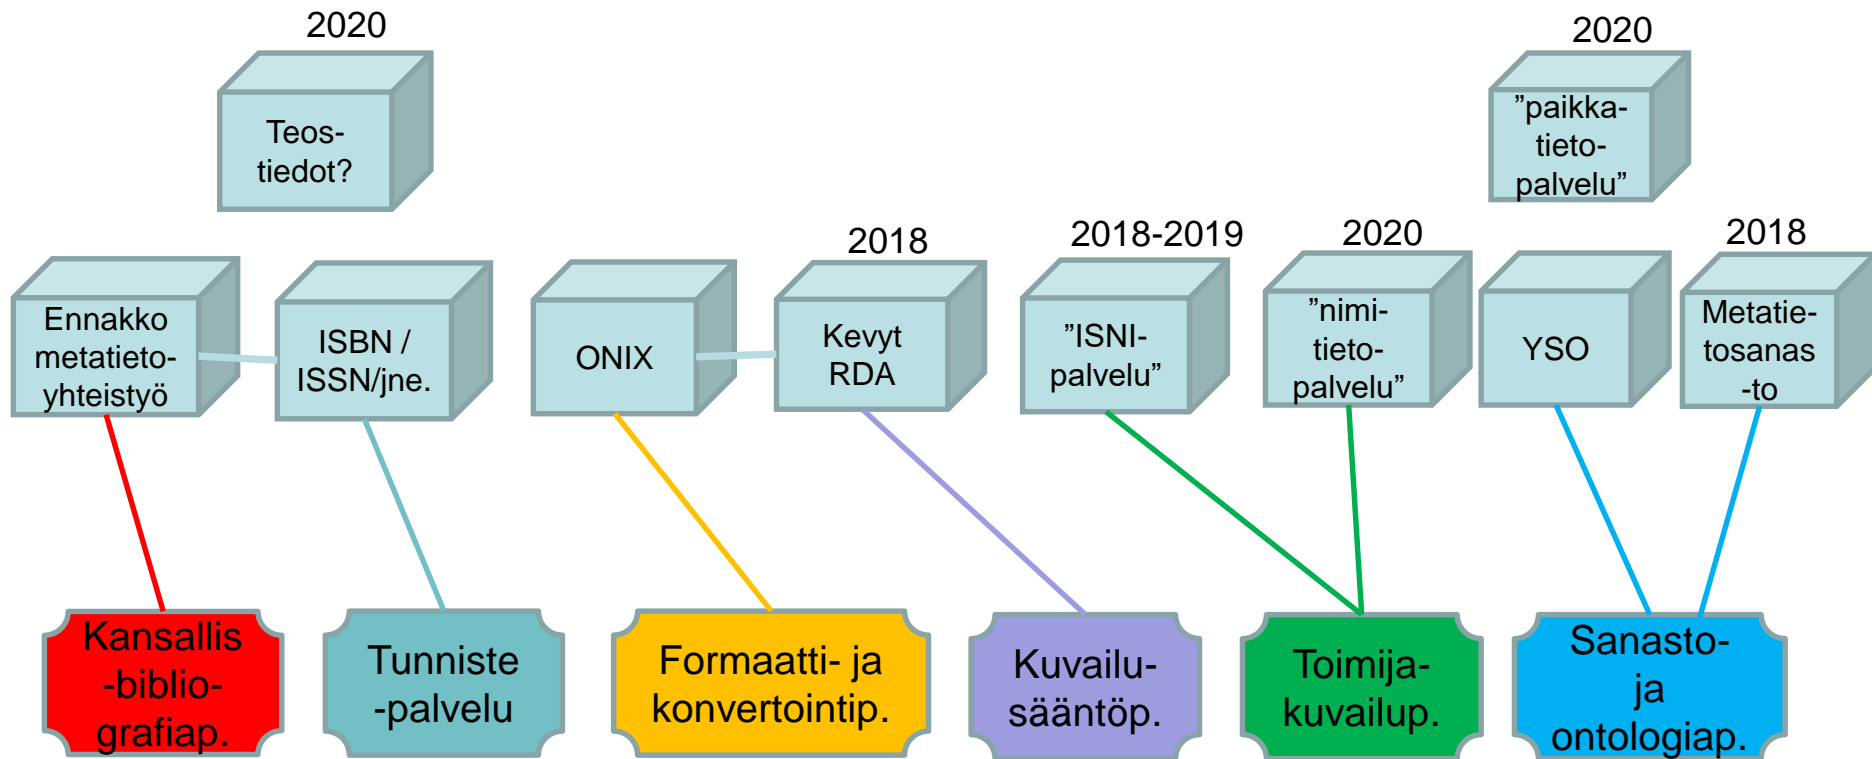 2020
Teos-
tiedot?
2020
”paikka-
tieto-
palvelu”
Ennakko
metatieto-
yhteistyö
ISBN /
ISSN/jne.
ONIX
2018
Kevyt
RDA
2018-2019
”ISNI-
palvelu”
2020
”nimi-
tieto-
palvelu”
YSO
2018
Metatie-
tosanas
-to
Kansallis
-biblio-
grafiap.
Tunniste
-palvelu
Formaatti- ja
konvertointip.
Kuvailu-
sääntöp.
Toimija-
kuvailup.
Sanasto-
ja
ontologiap.